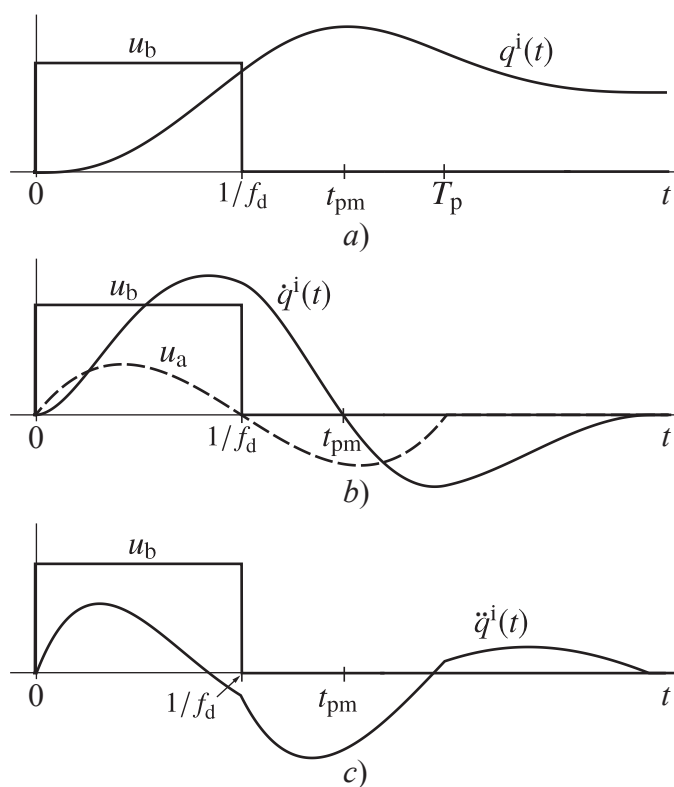 u_b
q^i(t)
0 1/f_d t_pm T_p t
a)
u_b q̇^i(t)
u_a
0 1/f_d t_pm t
b)
u_b
q̈^i(t)
0 1/f_d t_pm t
c)